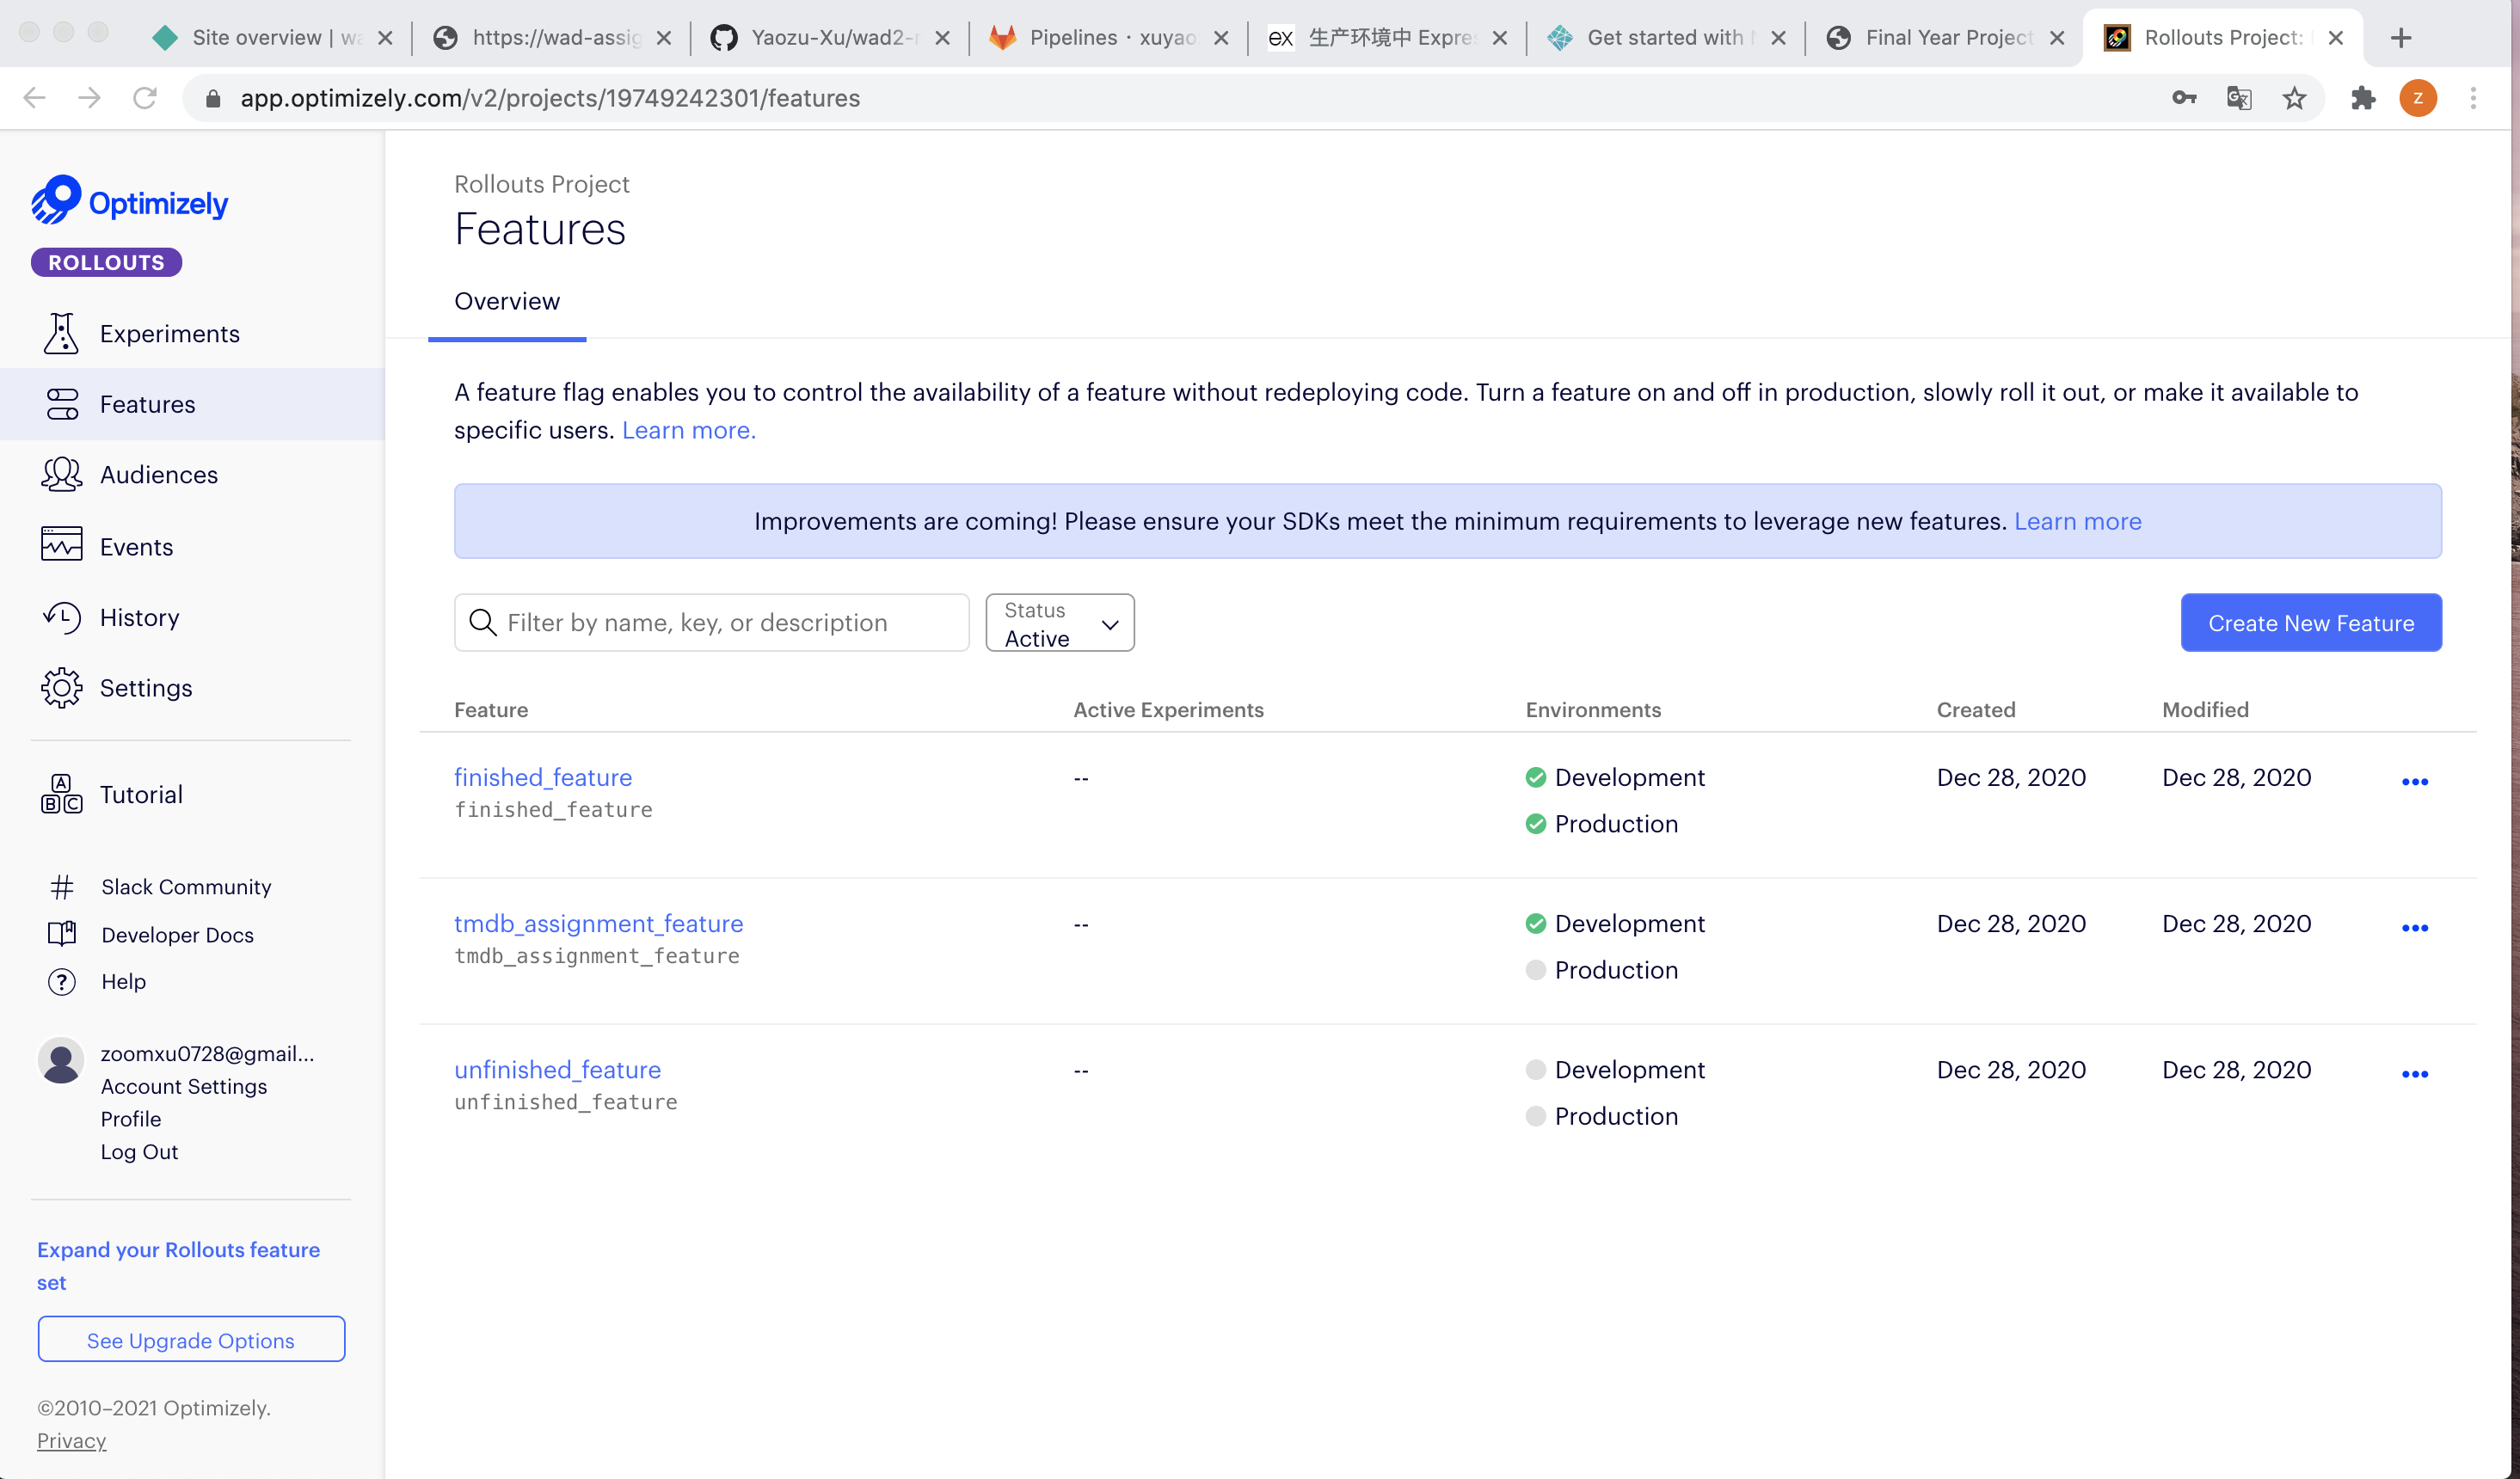 Site overview | wa
https://wad-assig
Yaozu-Xu/wad2-r
Pipelines · xuyao
生产环境中 Expres
Get started with
Final Year Project
Rollouts Project:
app.optimizely.com/v2/projects/19749242301/features
Z
Optimizely
ROLLOUTS
Experiments
Features
Audiences
Events
History
Settings
Tutorial
Slack Community
Developer Docs
Help
zoomxu0728@gmail...
Account Settings
Profile
Log Out
Expand your Rollouts feature
set
See Upgrade Options
©2010–2021 Optimizely.
Privacy
Rollouts Project
Features
Overview
A feature flag enables you to control the availability of a feature without redeploying code. Turn a feature on and off in production, slowly roll it out, or make it available to
specific users. Learn more.
Improvements are coming! Please ensure your SDKs meet the minimum requirements to leverage new features. Learn more
Filter by name, key, or description
Status
Active
Create New Feature
Feature Active Experiments Environments Created Modified
finished_feature -- Development Dec 28, 2020 Dec 28, 2020
finished_feature
Production
tmdb_assignment_feature -- Development Dec 28, 2020 Dec 28, 2020
tmdb_assignment_feature
Production
unfinished_feature -- Development Dec 28, 2020 Dec 28, 2020
unfinished_feature
Production